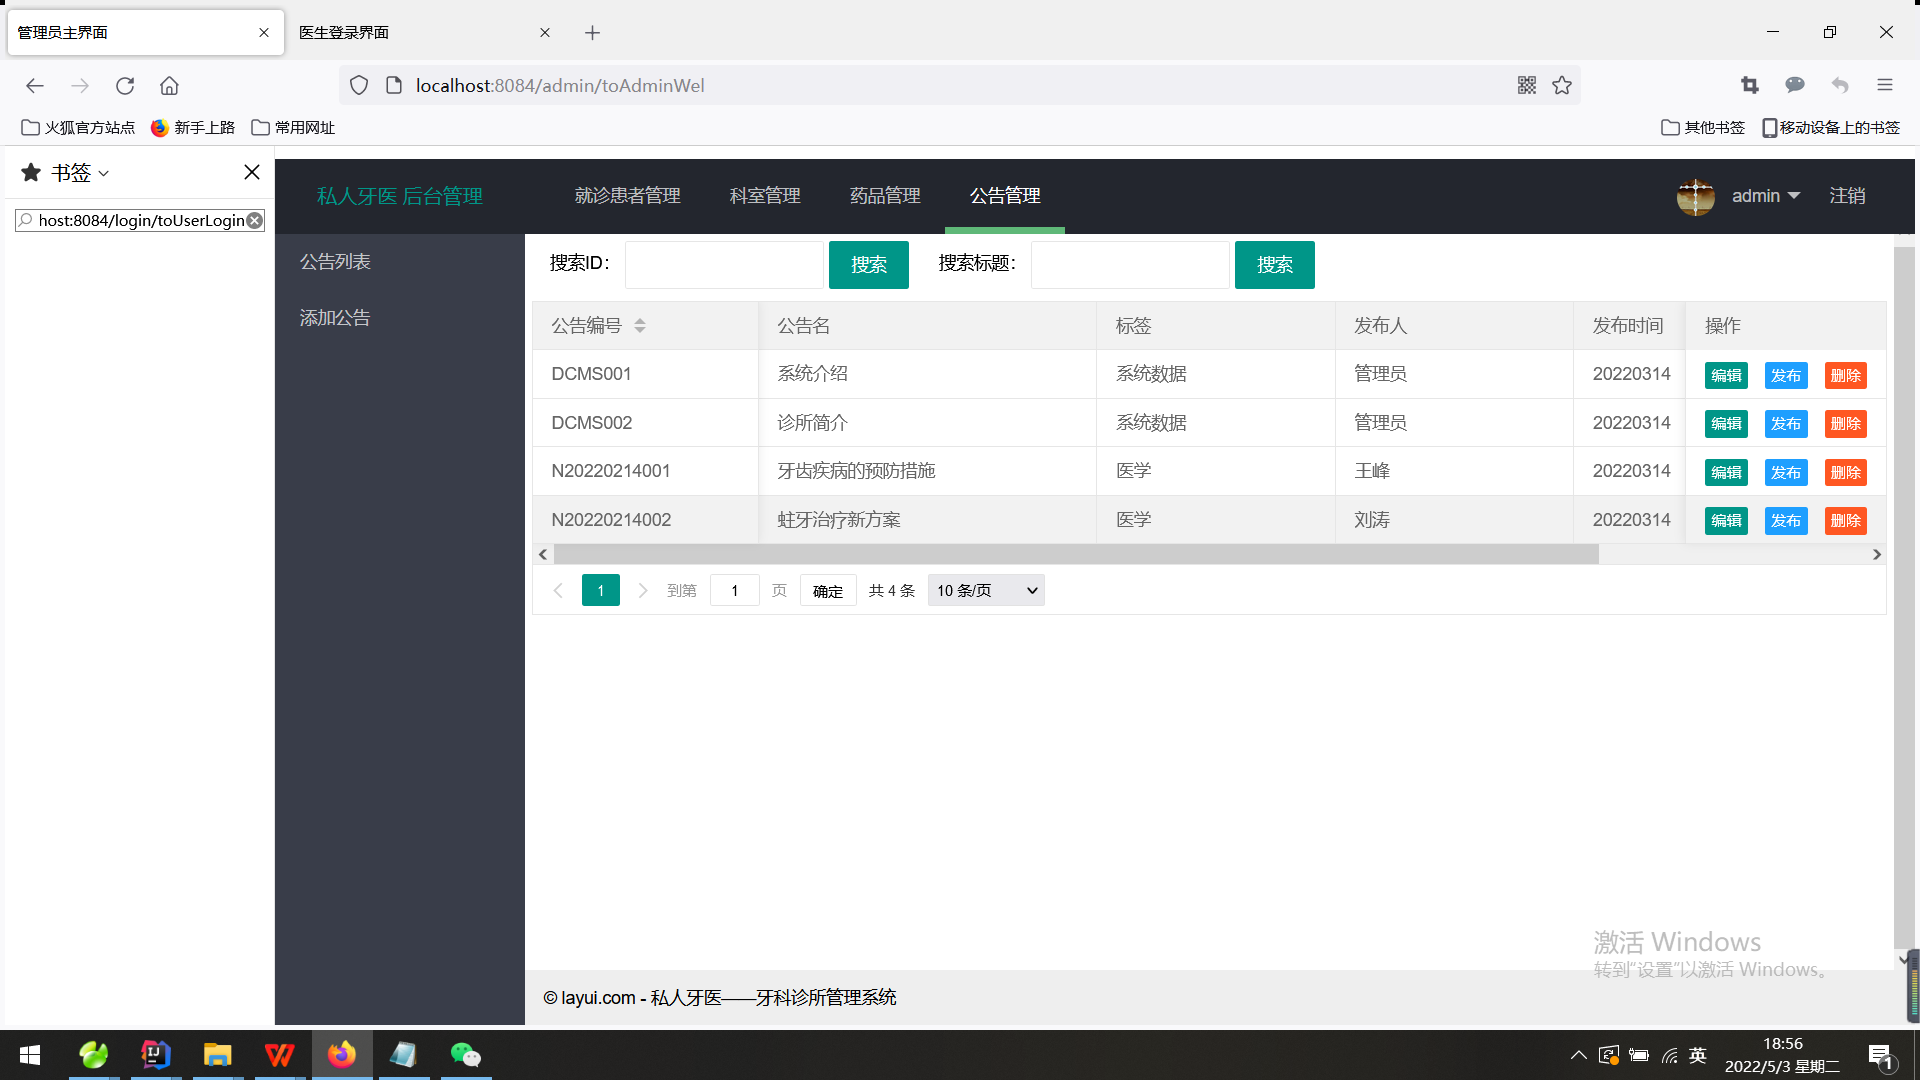 管理员主界面
医生登录界面
localhost:8084/admin/toAdminWel
火狐官方站点
新手上路
常用网址
其他书签
移动设备上的书签
书签
host:8084/login/toUserLogin
私人牙医 后台管理
就诊患者管理
科室管理
药品管理
公告管理
admin
注销
公告列表
添加公告
搜索ID:
搜索
搜索标题:
搜索
公告编号 公告名 标签 发布人 发布时间 操作
DCMS001 系统介绍 系统数据 管理员 20220314 编辑 发布 删除
DCMS002 诊所简介 系统数据 管理员 20220314 编辑 发布 删除
N20220214001 牙齿疾病的预防措施 医学 王峰 20220314 编辑 发布 删除
N20220214002 蛀牙治疗新方案 医学 刘涛 20220314 编辑 发布 删除
1 到第 1 页 确定 共 4 条 10 条/页
激活 Windows
转到“设置”以激活 Windows。
© layui.com - 私人牙医——牙科诊所管理系统
英
18:56
2022/5/3 星期二
1